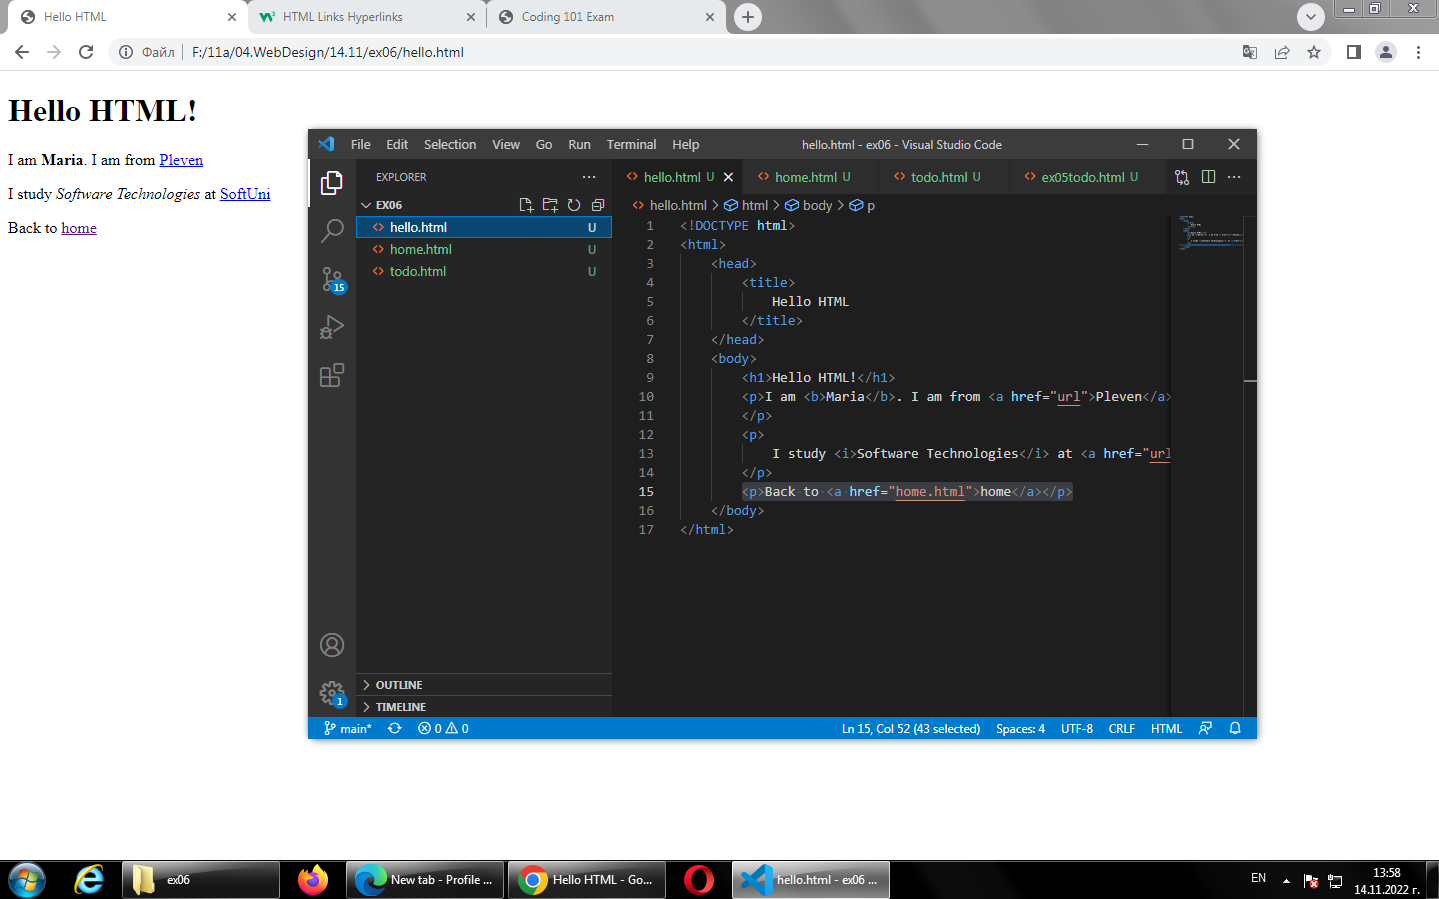 Hello HTML
HTML Links Hyperlinks
Coding 101 Exam
Файл
F:/11a/04.WebDesign/14.11/ex06/hello.html
Hello HTML!
I am Maria. I am from Pleven
I study Software Technologies at SoftUni
Back to home
File Edit Selection View Go Run Terminal Help
hello.html - ex06 - Visual Studio Code
EXPLORER
EX06
hello.html U
home.html U
todo.html U
OUTLINE
TIMELINE
15
1
hello.html U
home.html U
todo.html U
ex05todo.html U
hello.html > html > body > p
1 <!DOCTYPE html>
2 <html>
3 <head>
4 <title>
5 Hello HTML
6 </title>
7 </head>
8 <body>
9 <h1>Hello HTML!</h1>
10 <p>I am <b>Maria</b>. I am from <a href="url">Pleven</a>
11 </p>
12 <p>
13 I study <i>Software Technologies</i> at <a href="url
14 </p>
15 <p>Back to <a href="home.html">home</a></p>
16 </body>
17 </html>
main* 0 0 Ln 15, Col 52 (43 selected) Spaces: 4 UTF-8 CRLF HTML
ex06
New tab - Profile ...
Hello HTML - Go...
hello.html - ex06 ...
EN
13:58
14.11.2022 г.